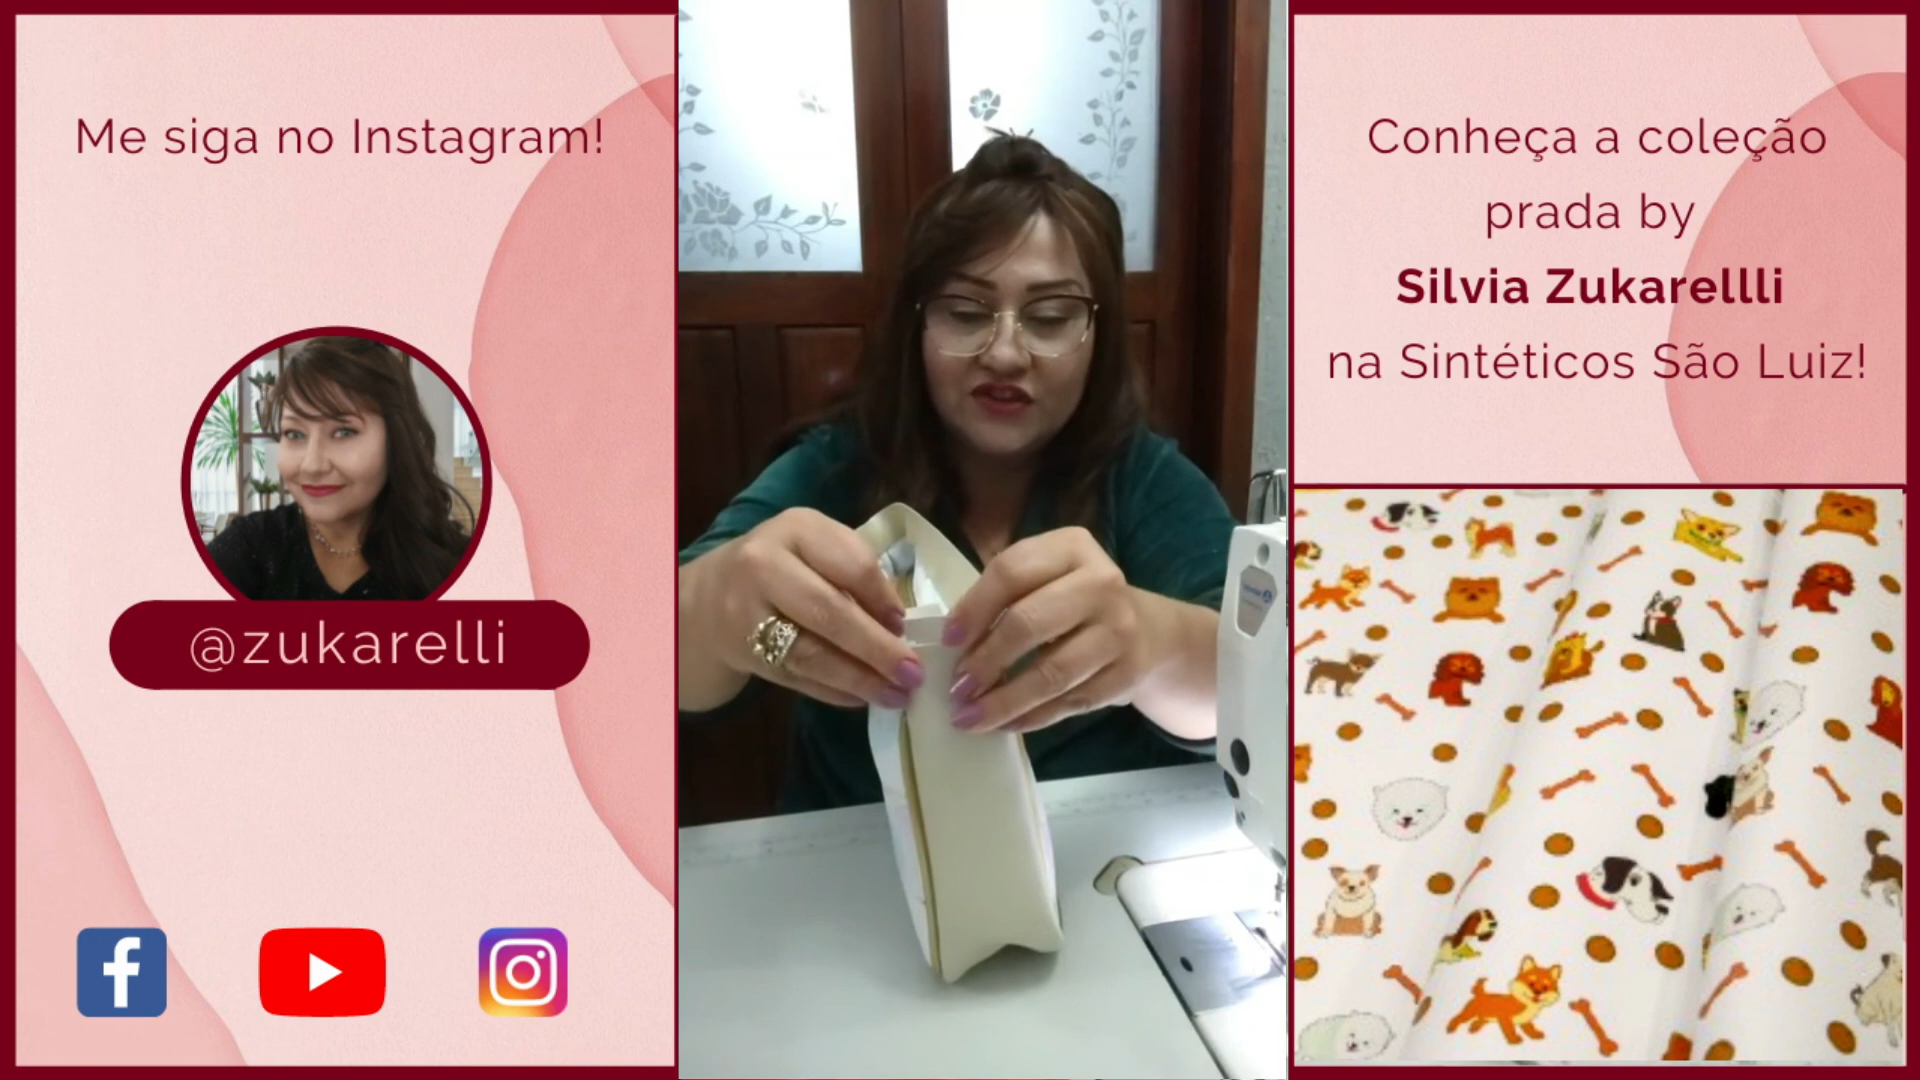 Me siga no Instagram!
@zukarelli
Conheça a coleção
prada by
Silvia Zukarellli
na Sintéticos São Luiz!